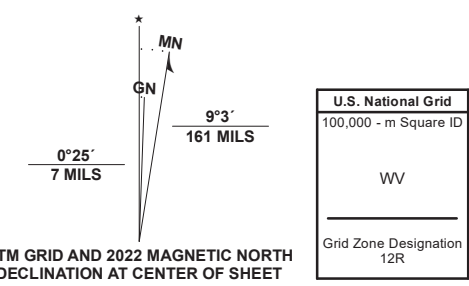 ★
MN
GN
9°3´
161 MILS
0°25´
7 MILS
TM GRID AND 2022 MAGNETIC NORTH
DECLINATION AT CENTER OF SHEET
U.S. National Grid
100,000 - m Square ID
WV
Grid Zone Designation
12R